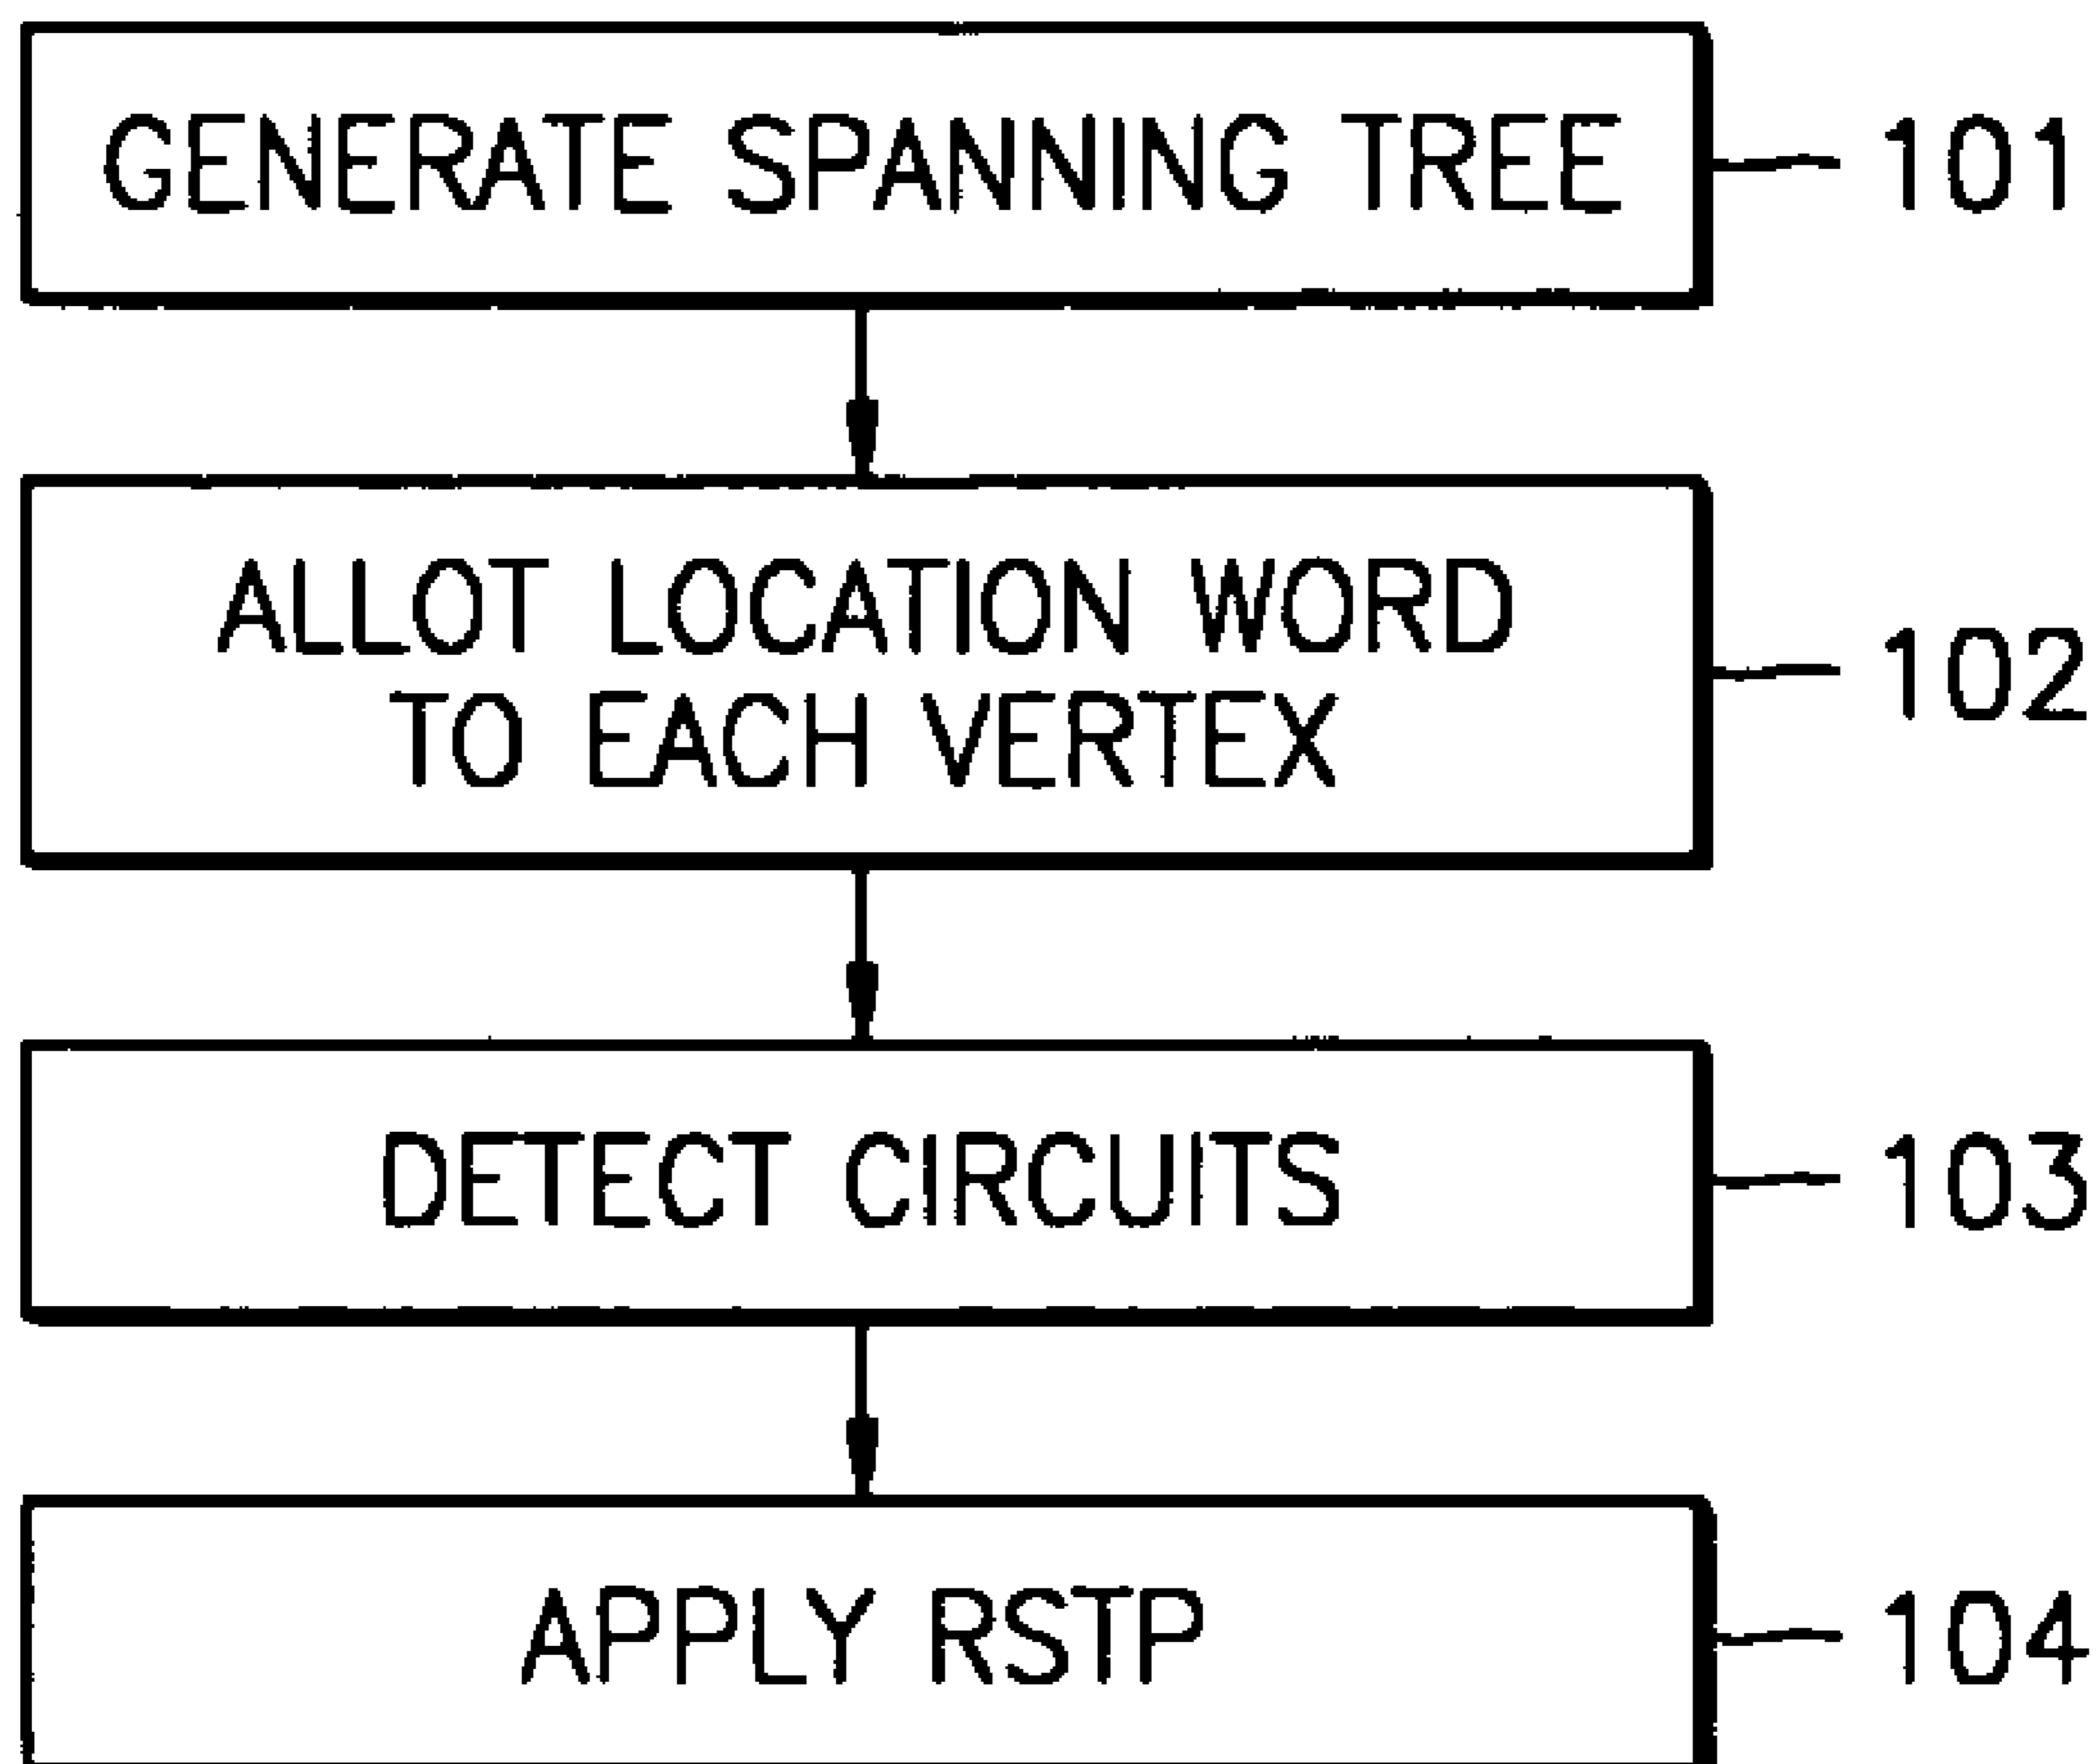 GENERATE SPANNING TREE
101
ALLOT LOCATION WORD
TO EACH VERTEX
102
DETECT CIRCUITS
103
APPLY RSTP
104